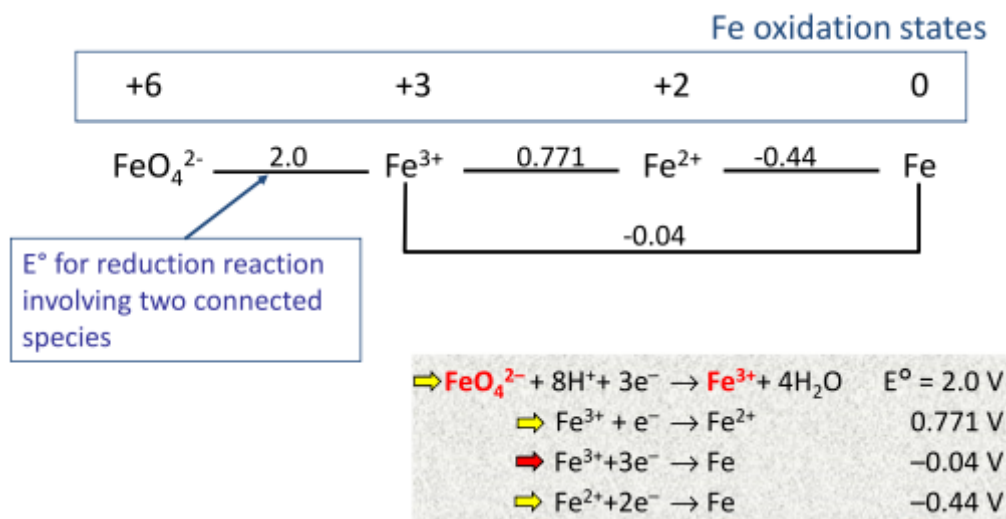 Fe oxidation states
+6 +3 +2 0
FeO₄²⁻ 2.0 Fe³⁺ 0.771 Fe²⁺ -0.44 Fe
-0.04
E° for reduction reaction
involving two connected
species
FeO₄²⁻ + 8H⁺+ 3e⁻ → Fe³⁺+ 4H₂O E° = 2.0 V
Fe³⁺ + e⁻ → Fe²⁺ 0.771 V
Fe³⁺+3e⁻ → Fe –0.04 V
Fe²⁺+2e⁻ → Fe –0.44 V